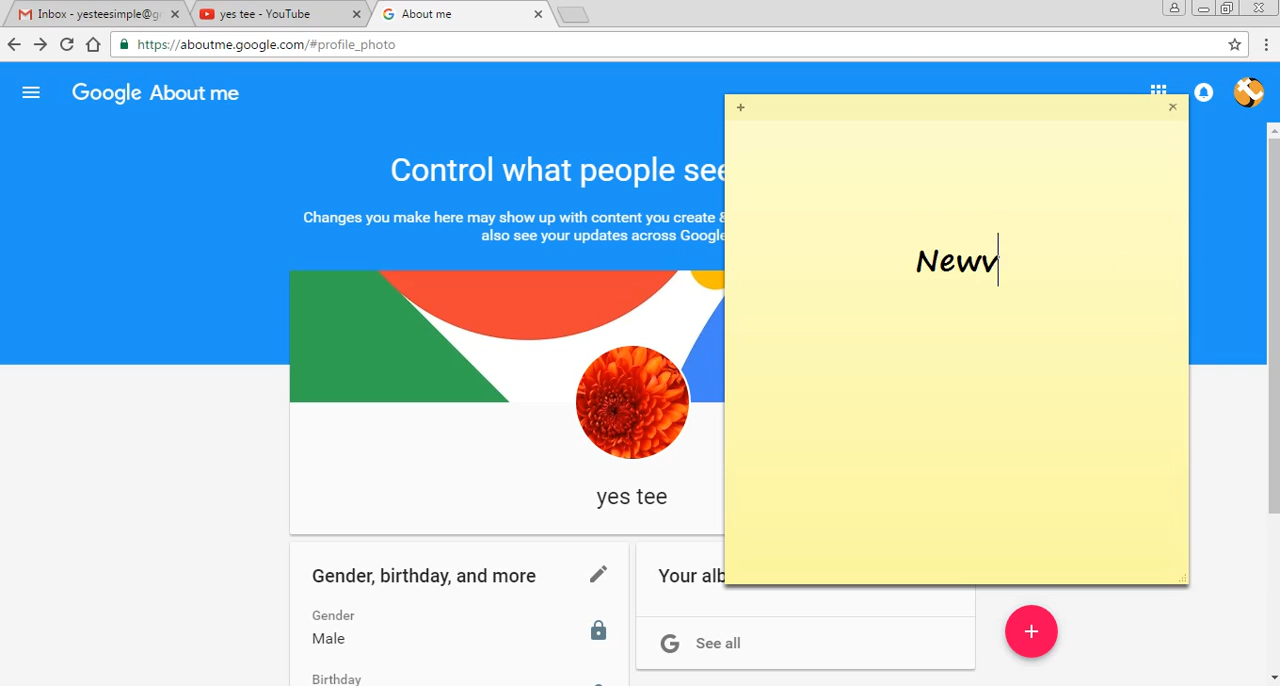 Inbox - yesteesimple@g
yes tee - YouTube
About me
https://aboutme.google.com/#profile_photo
Google About me
Control what people see
Changes you make here may show up with content you create &
also see your updates across Google
Newv
yes tee
Gender, birthday, and more
Gender
Male
Birthday
Your alb
G See all